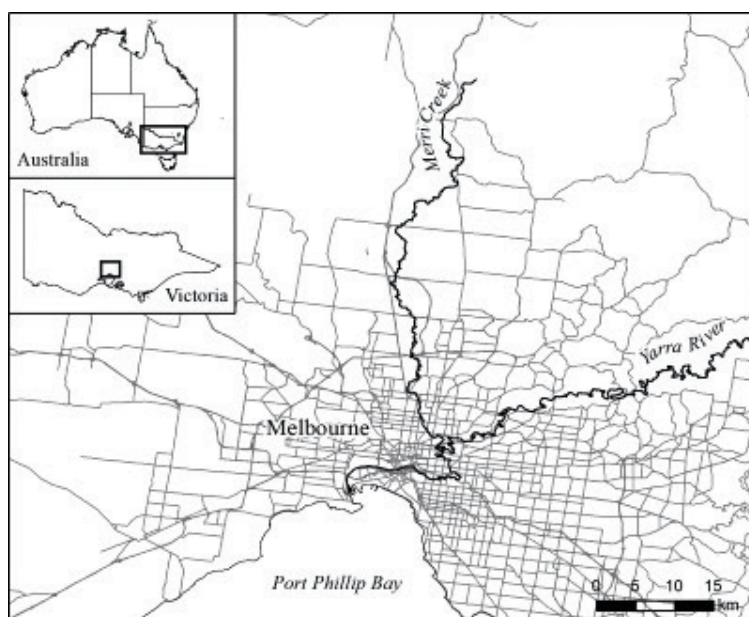 Australia
Victoria
Merri Creek
Yarra River
Melbourne
Port Phillip Bay
0 5 10 15
km